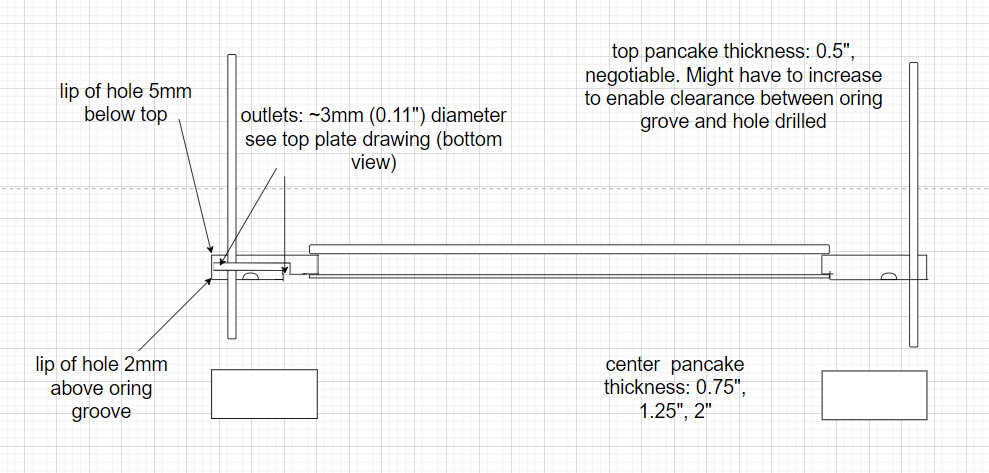 top pancake thickness: 0.5",
negotiable. Might have to increase
to enable clearance between oring
grove and hole drilled
lip of hole 5mm
below top
outlets: ~3mm (0.11") diameter
see top plate drawing (bottom
view)
lip of hole 2mm
above oring
groove
center pancake
thickness: 0.75",
1.25", 2"